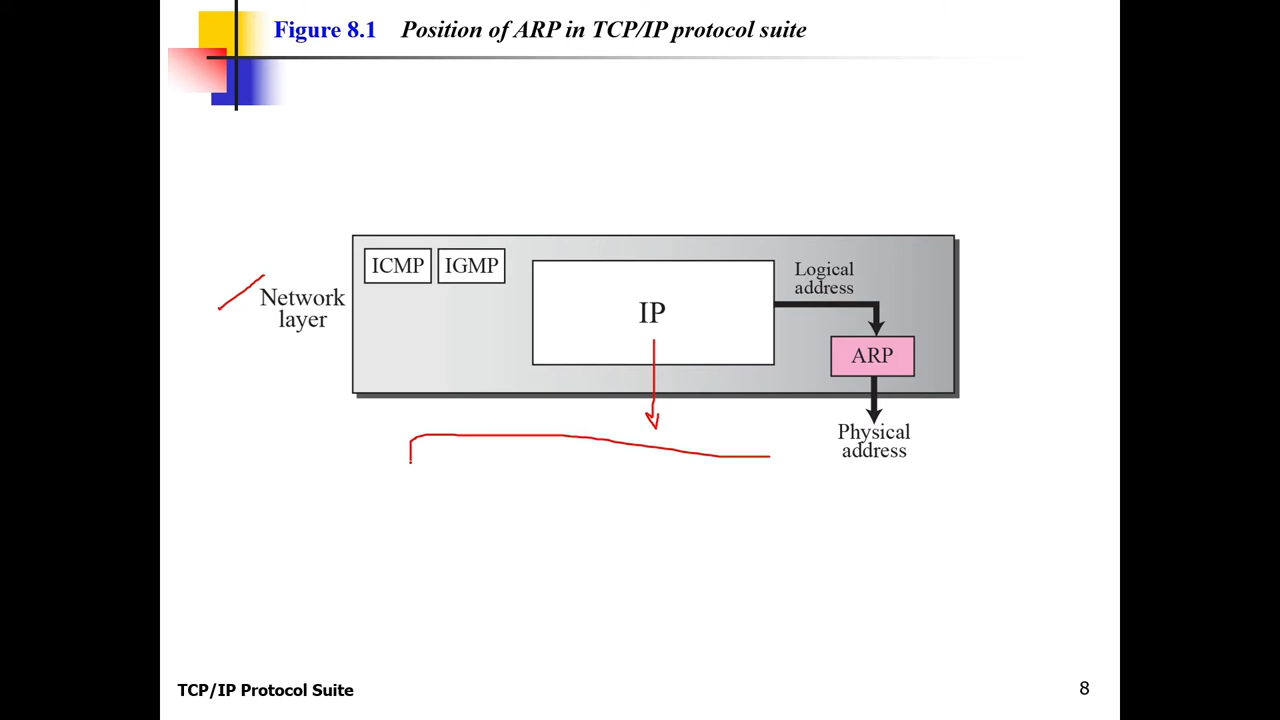 Figure 8.1 Position of ARP in TCP/IP protocol suite
ICMP IGMP
Logical
address
Network
layer
IP
ARP
Physical
address
TCP/IP Protocol Suite
8